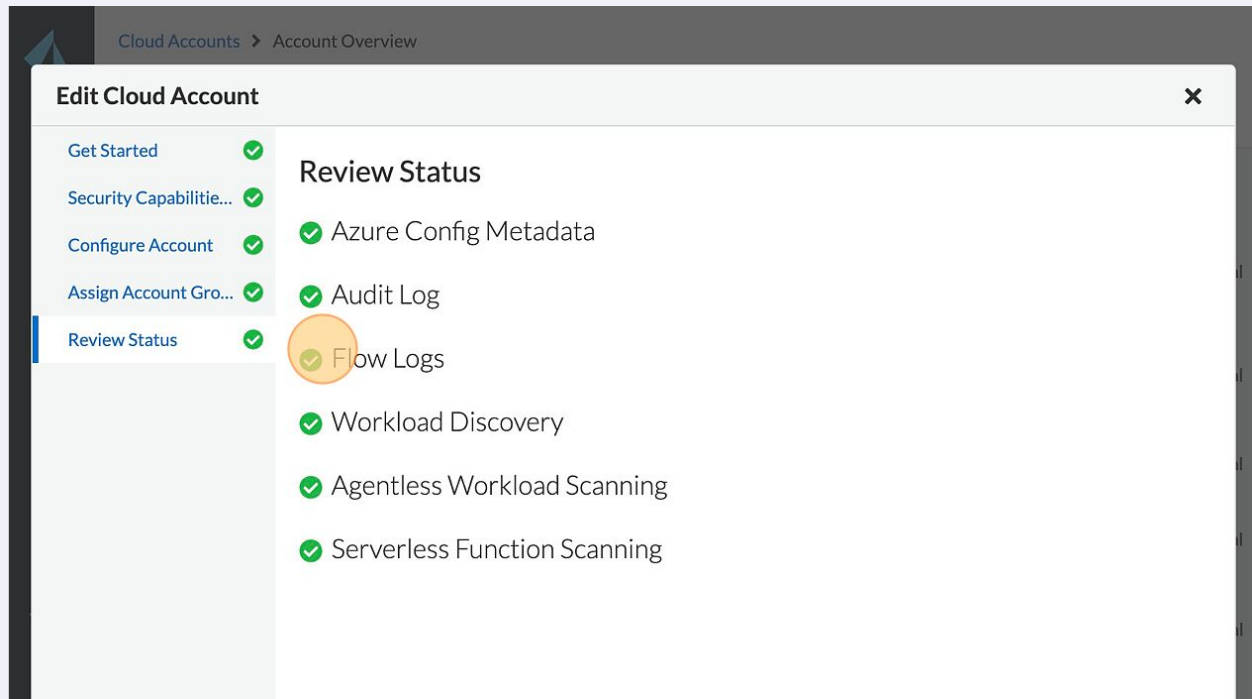 Cloud Accounts > Account Overview
Edit Cloud Account
Get Started
Security Capabilitie...
Configure Account
Assign Account Gro...
Review Status
Review Status
Azure Config Metadata
Audit Log
Flow Logs
Workload Discovery
Agentless Workload Scanning
Serverless Function Scanning